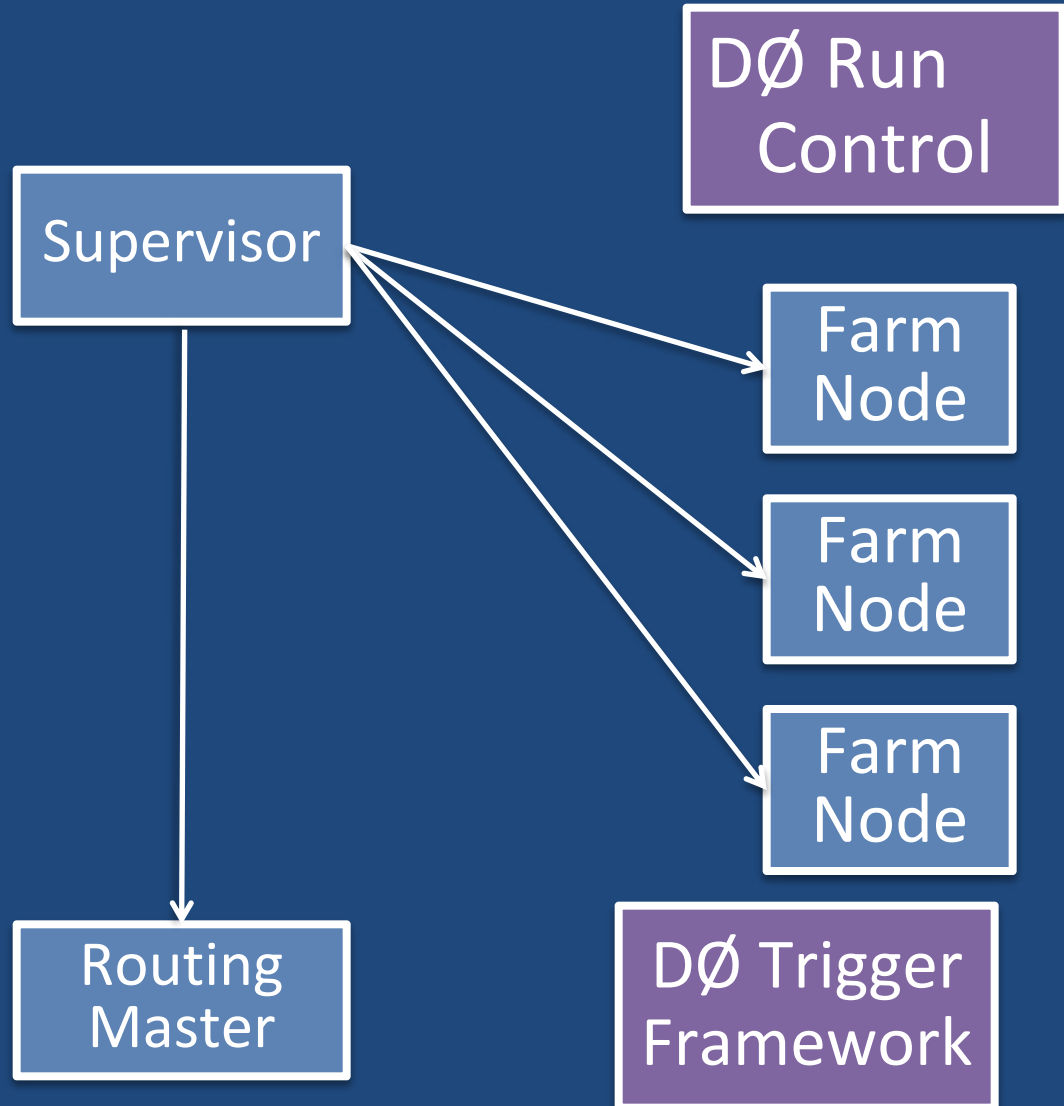 DØ Run
Control
Supervisor
Farm
Node
Farm
Node
Farm
Node
Routing
Master
DØ Trigger
Framework